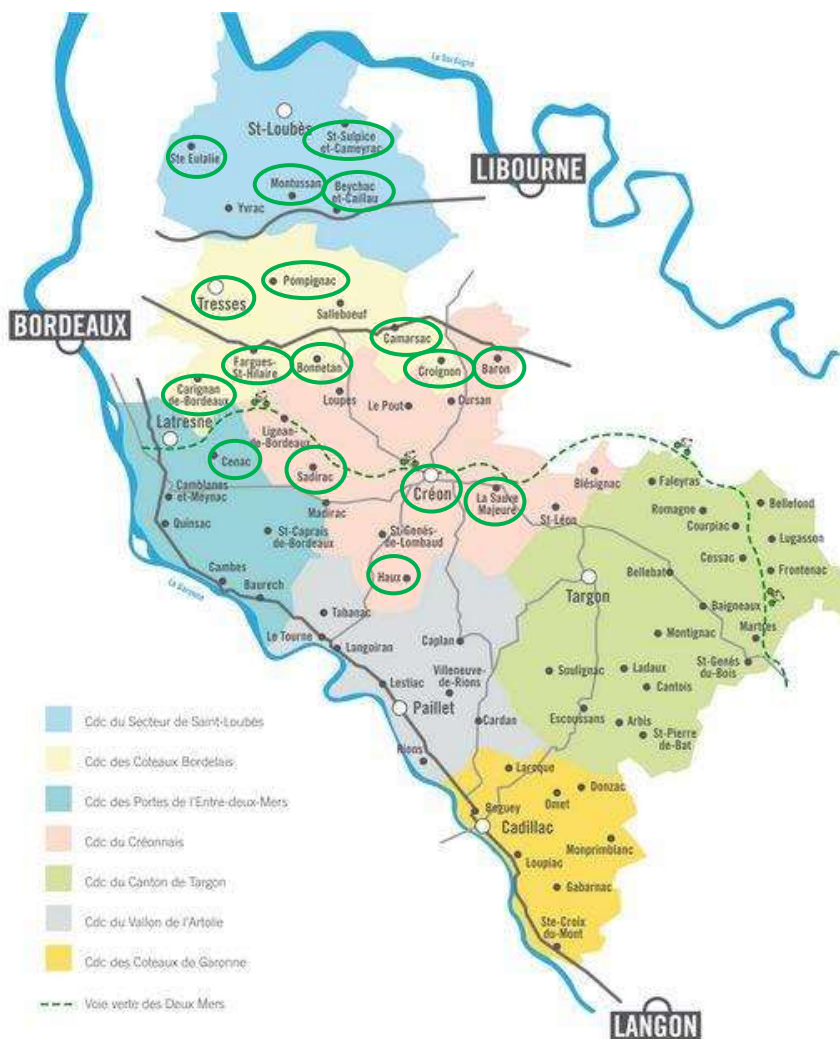 La Dordogne
St-Loubès
St-Sulpice
et-Cameyrac
Ste Eulalie
LIBOURNE
Montussan
Beychac
et-Caillau
Yvrac
Pompignac
Tresses
Salleboeuf
BORDEAUX
Camarsac
Fargues-
St-Hilaire
Bonnetan
Croignon
Baron
Carignan
de-Bordeaux
Loupes
Le Pout
Cursan
Latresne
Lignan
de-Bordeaux
Cenac
Sadirac
Créon
La Sauve
Majeure
Blésignac
Faleyras
Bellefond
Camblanes
et-Meynac
Madirac
St-Léon
Romagne
Courpiac
Lugasson
Quinsac
St-Caprais
de-Bordeaux
St-Genés-
de-Lombaud
Cessac
Frontenac
Cambes
Haux
Targon
Bellebat
La Garonne
Baurech
Baigneaux
Tabanac
Martres
Le Tourne
Langoiran
Caplan
Montignac
St-Genés
du-Bois
Villeneuve-
de-Rions
Soulignac
Ladaux
Lestiac
Cantois
Paillet
Cardan
Escoussans
Arbis
St-Pierre
de-Bat
Rions
Laroque
Donzac
Omet
Beguey
Cadillac
Monprimblanc
Loupiac
Gabarnac
Ste-Croix
du-Mont
LANGON
Cdc du Secteur de Saint-Loubès
Cdc des Coteaux Bordelais
Cdc des Portes de l'Entre-deux-Mers
Cdc du Créonnais
Cdc du Canton de Targon
Cdc du Vallon de l'Artolie
Cdc des Coteaux de Garonne
Voie verte des Deux Mers